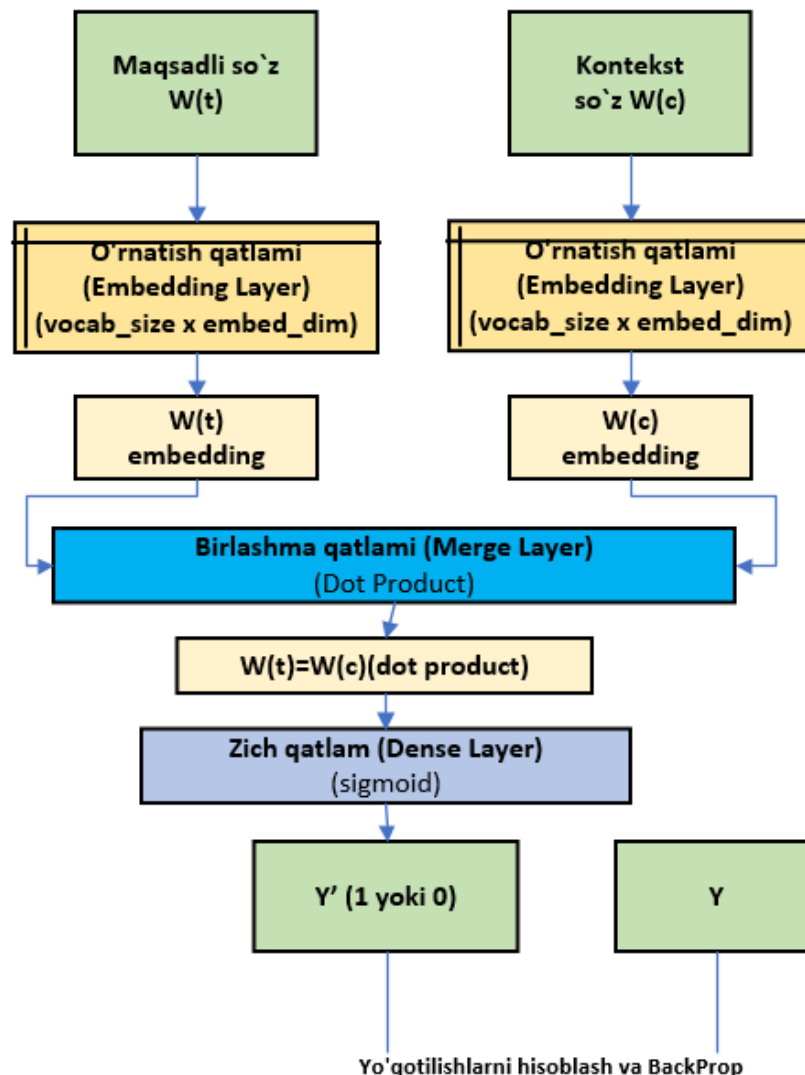 Maqsadli so`z
W(t)
Kontekst
so`z W(c)
O'rnatish qatlami
(Embedding Layer)
(vocab_size x embed_dim)
O'rnatish qatlami
(Embedding Layer)
(vocab_size x embed_dim)
W(t)
embedding
W(c)
embedding
Birlashma qatlami (Merge Layer)
(Dot Product)
W(t)=W(c)(dot product)
Zich qatlam (Dense Layer)
(sigmoid)
Y’ (1 yoki 0)
Y
Yo'qotilishlarni hisoblash va BackProp